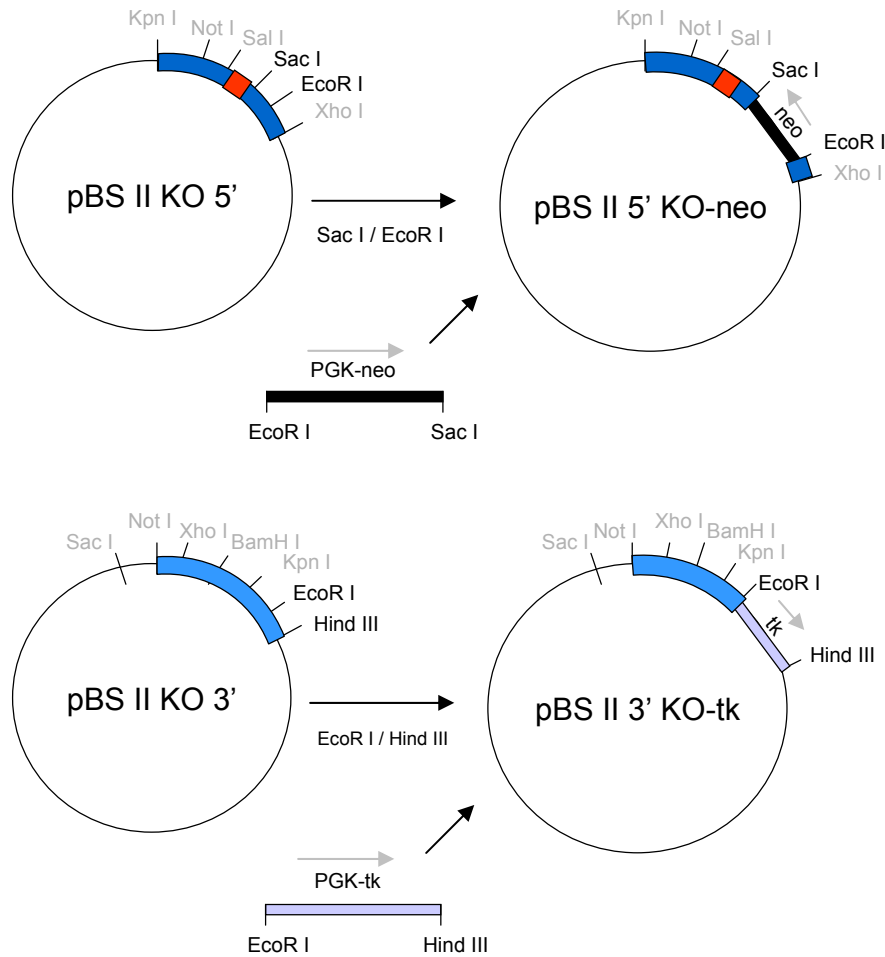 Kpn I
Not I
Sal I
Sac I
EcoR I
Xho I
pBS II KO 5’
Sac I / EcoR I
Kpn I
Not I
Sal I
Sac I
neo
EcoR I
Xho I
pBS II 5’ KO-neo
PGK-neo
EcoR I
Sac I
Sac I
Not I
Xho I
BamH I
Kpn I
EcoR I
Hind III
pBS II KO 3’
EcoR I / Hind III
Sac I
Not I
Xho I
BamH I
Kpn I
EcoR I
tk
Hind III
pBS II 3’ KO-tk
PGK-tk
EcoR I
Hind III